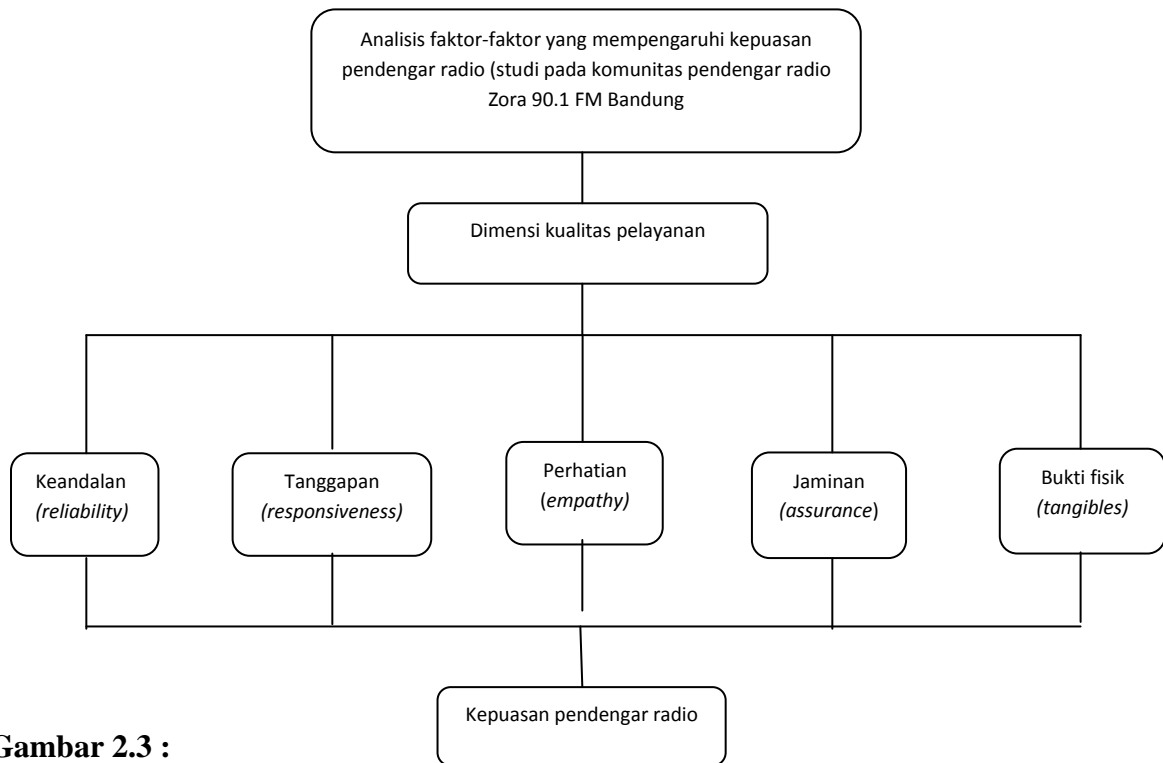 Analisis faktor-faktor yang mempengaruhi kepuasan
pendengar radio (studi pada komunitas pendengar radio
Zora 90.1 FM Bandung
Dimensi kualitas pelayanan
Keandalan
(reliability)
Tanggapan
(responsiveness)
Perhatian
(empathy)
Jaminan
(assurance)
Bukti fisik
(tangibles)
Kepuasan pendengar radio
Gambar 2.3 :